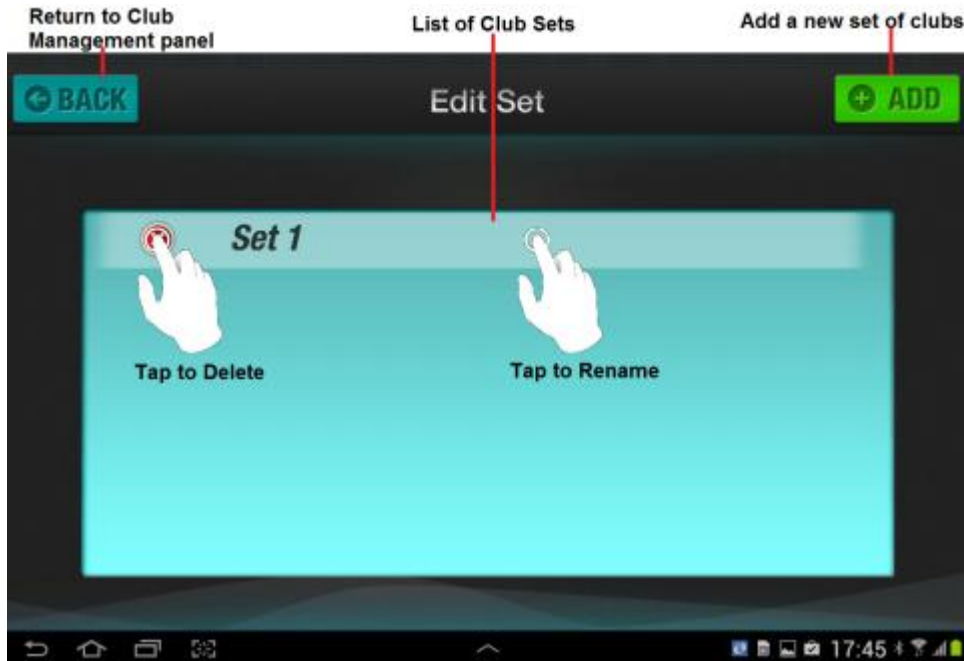 Return to Club
Management panel
List of Club Sets
Add a new set of clubs
BACK
Edit Set
ADD
Set 1
Tap to Delete
Tap to Rename
17:45